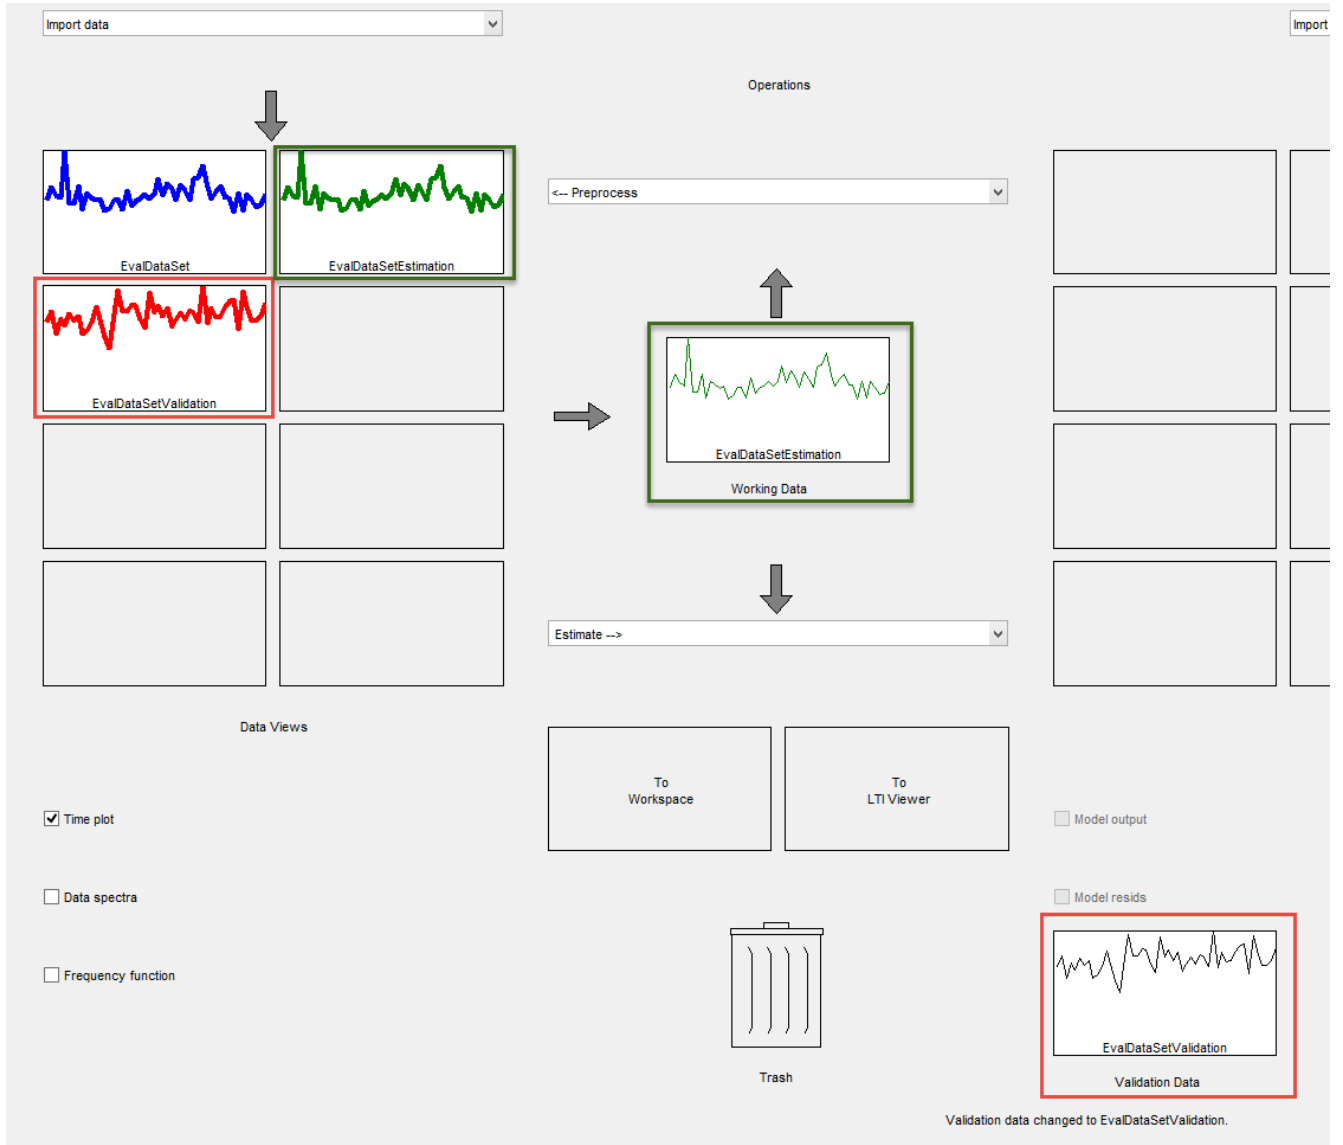 Import data
Import
Operations
<-- Preprocess
EvalDataSet
EvalDataSetEstimation
EvalDataSetValidation
EvalDataSetEstimation
Working Data
Estimate -->
Data Views
To
Workspace
To
LTI Viewer
Time plot
Model output
Data spectra
Model resids
Frequency function
EvalDataSetValidation
Trash
Validation Data
Validation data changed to EvalDataSetValidation.